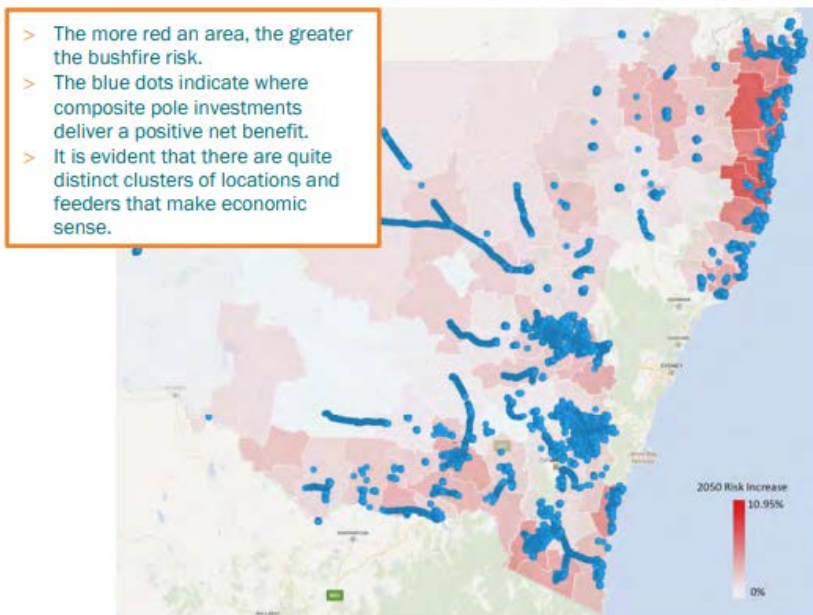 > The more red an area, the greater
the bushfire risk.
> The blue dots indicate where
composite pole investments
deliver a positive net benefit.
> It is evident that there are quite
distinct clusters of locations and
feeders that make economic
sense.
SYDNEY
2050 Risk Increase
10.95%
0%